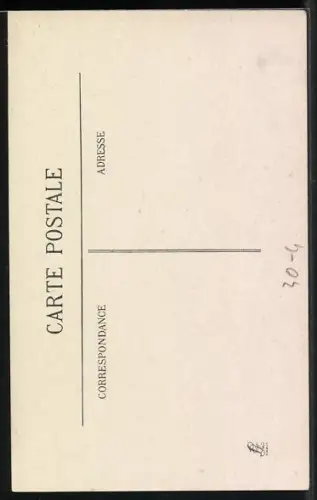 CARTE POSTALE
CORRESPONDANCE
ADRESSE
30-4